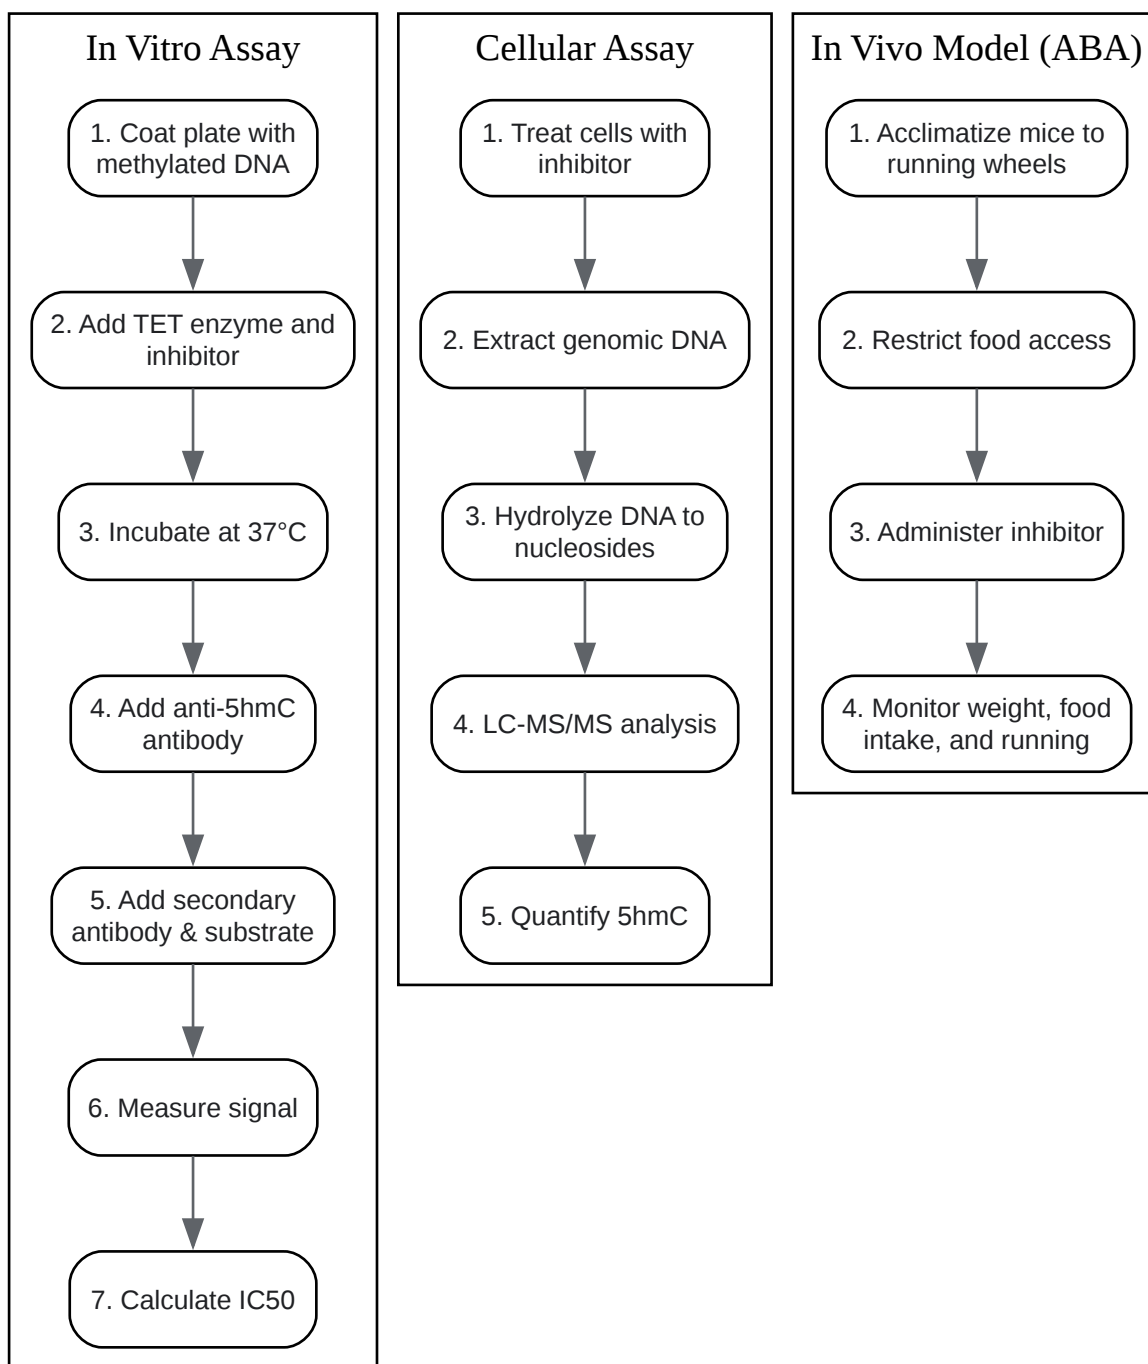 In Vitro Assay
1. Coat plate with
methylated DNA
2. Add TET enzyme and
inhibitor
3. Incubate at 37°C
4. Add anti-5hmC
antibody
5. Add secondary
antibody & substrate
6. Measure signal
7. Calculate IC50
Cellular Assay
1. Treat cells with
inhibitor
2. Extract genomic DNA
3. Hydrolyze DNA to
nucleosides
4. LC-MS/MS analysis
5. Quantify 5hmC
In Vivo Model (ABA)
1. Acclimatize mice to
running wheels
2. Restrict food access
3. Administer inhibitor
4. Monitor weight, food
intake, and running